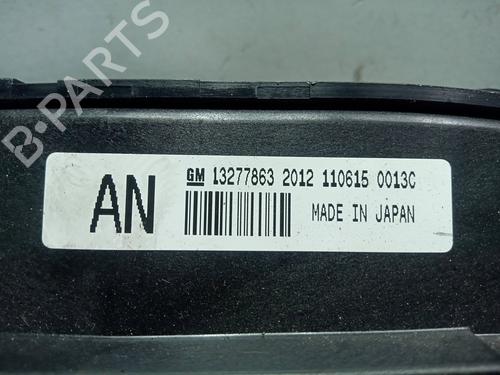 B-PARTS
AN
GM 13277863 2012 110615 0013C
MADE IN JAPAN